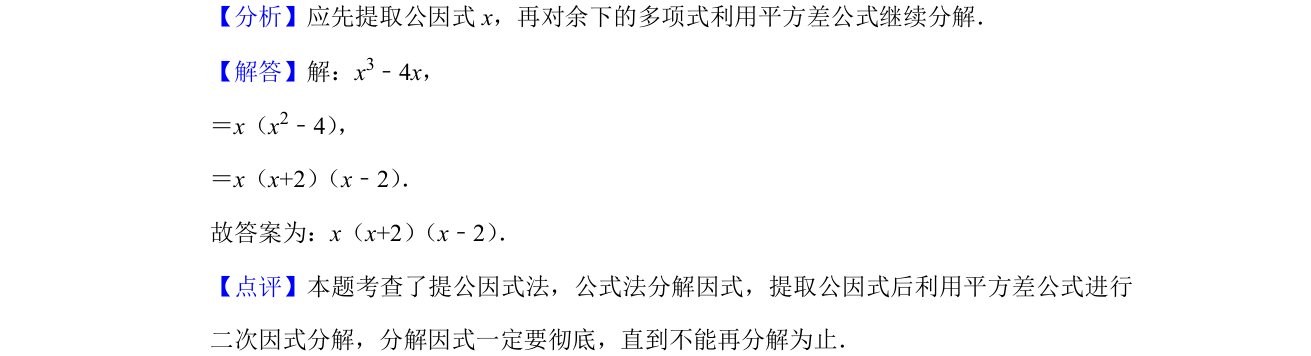 【分析】应先提取公因式 x，再对余下的多项式利用平方差公式继续分解．
【解答】解：x³﹣4x，
＝x（x²﹣4），
＝x（x+2）（x﹣2）．
故答案为：x（x+2）（x﹣2）．
【点评】本题考查了提公因式法，公式法分解因式，提取公因式后利用平方差公式进行
二次因式分解，分解因式一定要彻底，直到不能再分解为止．